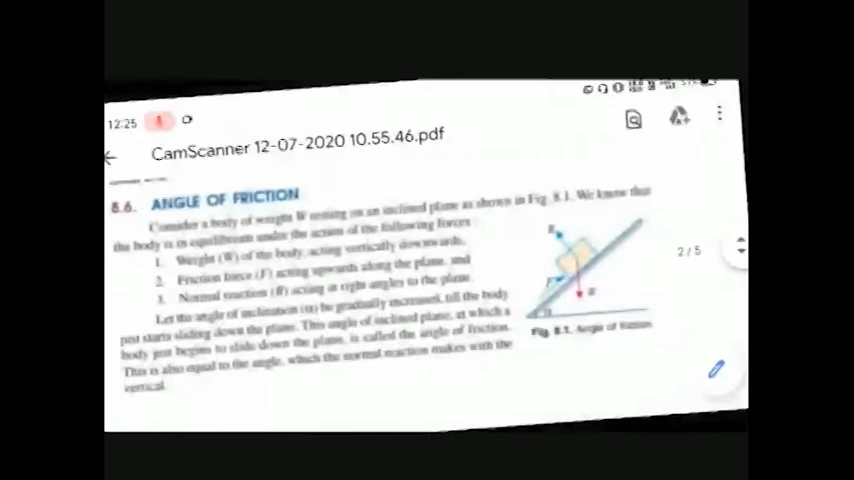 12:25
CamScanner 12-07-2020 10.55.46.pdf
8.6. ANGLE OF FRICTION
Consider a body of weight W resting on an inclined plane as shown in Fig. 8.1. We know that
the body is in equilibrium under the action of the following forces :
1. Weight (W) of the body, acting vertically downwards,
2. Friction force (F) acting upwards along the plane, and
3. Normal reaction (R) acting at right angles to the plane.
Let the angle of inclination (α) be gradually increased, till the body
just starts sliding down the plane. This angle of inclined plane, at which a
body just begins to slide down the plane, is called the angle of friction.
This is also equal to the angle, which the normal reaction makes with the
vertical.
R
F
W
α
Fig. 8.1. Angle of friction
2/5